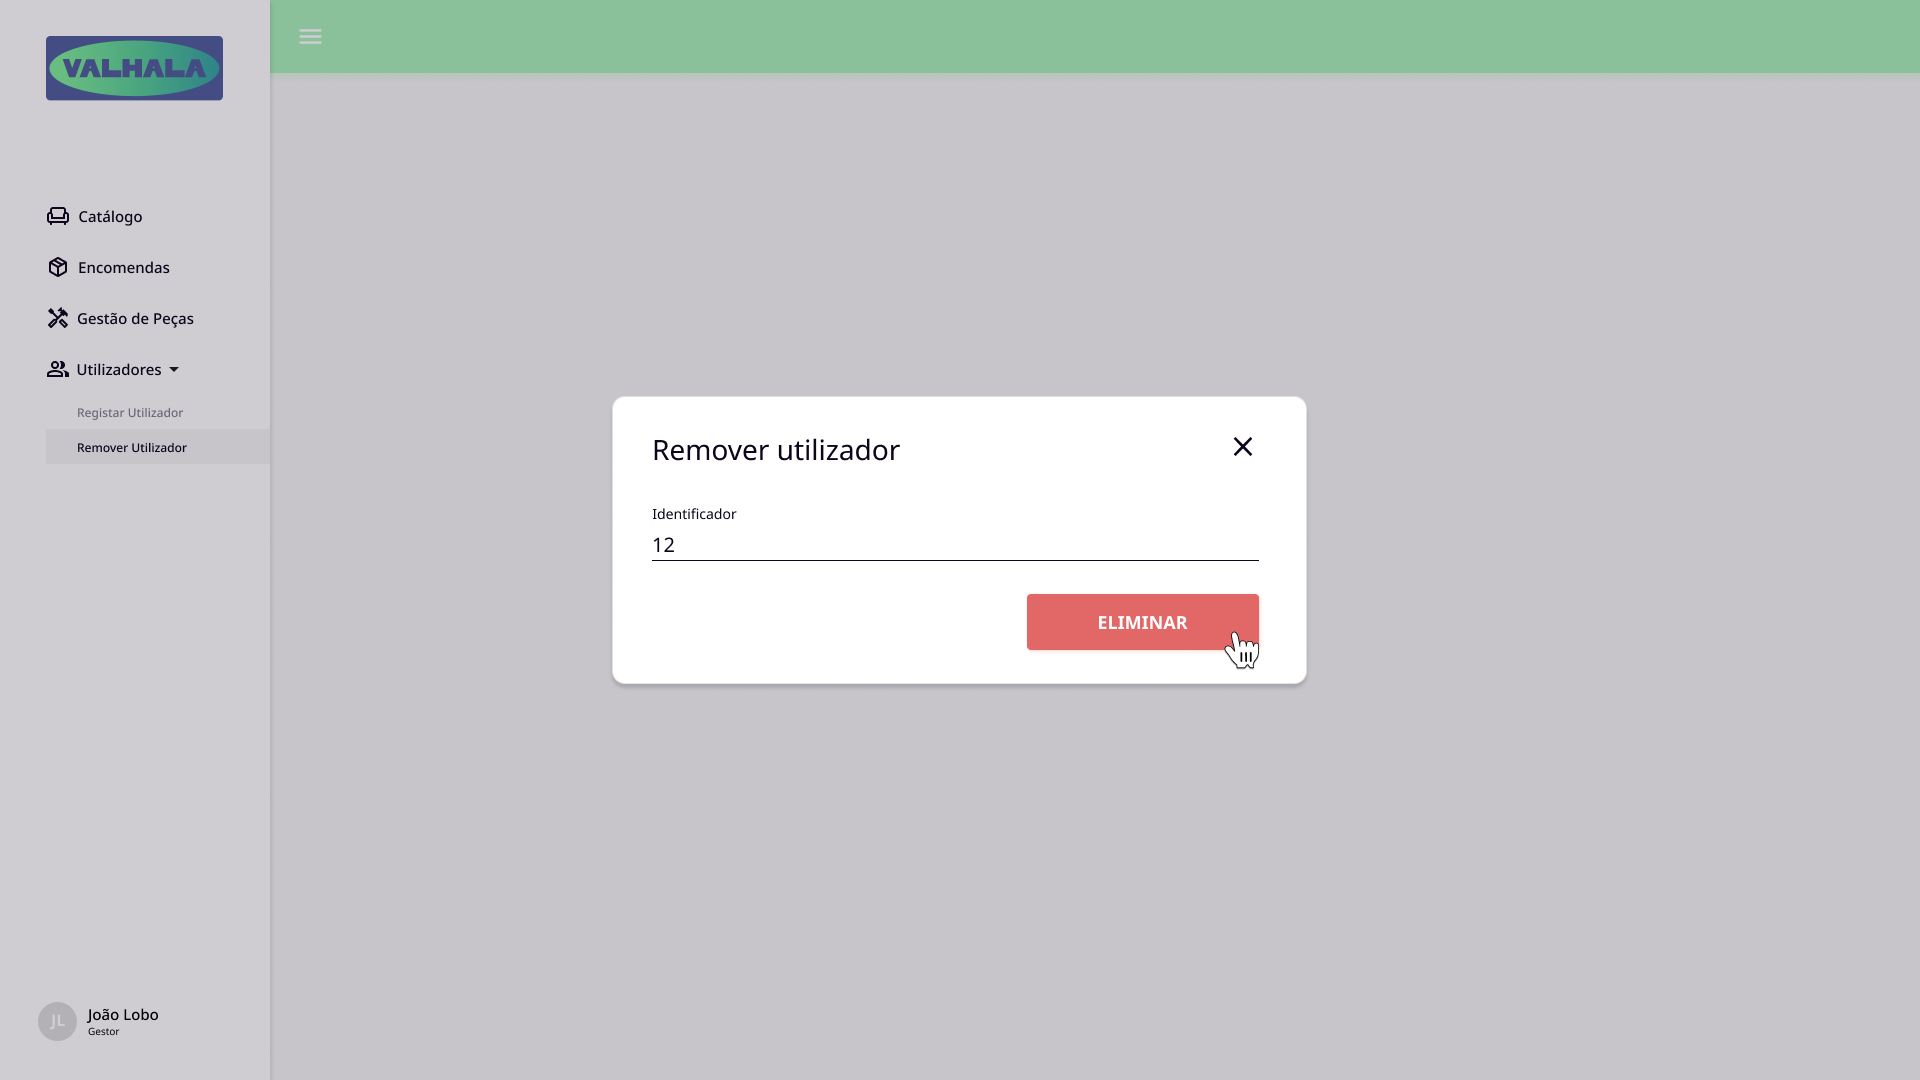 VALHALA
Catálogo
Encomendas
Gestão de Peças
Utilizadores
Registar Utilizador
Remover Utilizador
Remover utilizador
Identificador
12
ELIMINAR
JL
João Lobo
Gestor